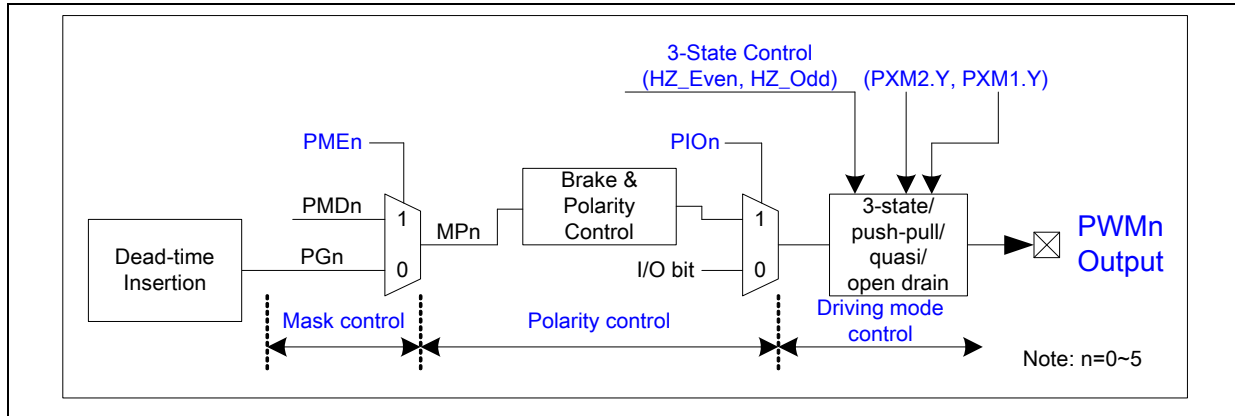 3-State Control
(HZ_Even, HZ_Odd)
(PXM2.Y, PXM1.Y)
PMEn
PIOn
PMDn
1
Brake &
Polarity
Control
1
3-state/
push-pull/
quasi/
open drain
PWMn
Output
Dead-time
Insertion
PGn
0
MPn
I/O bit
0
Mask control
Polarity control
Driving mode
control
Note: n=0~5